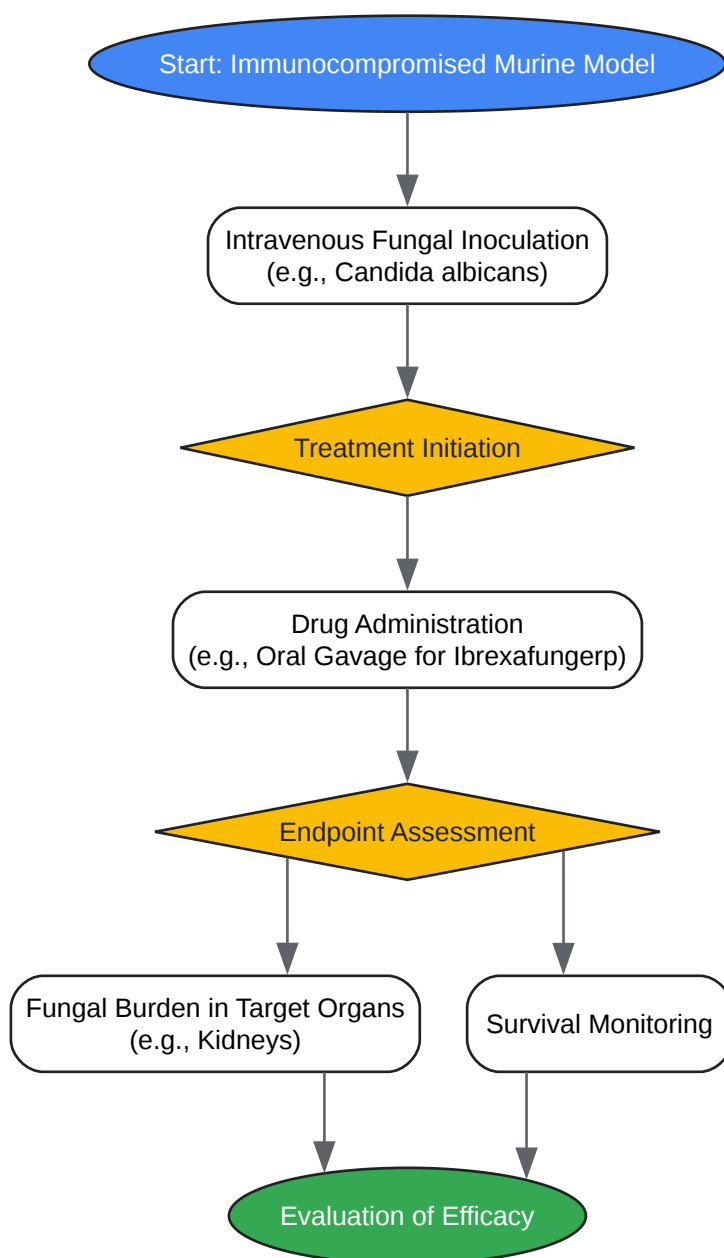 Start: Immunocompromised Murine Model
Intravenous Fungal Inoculation
(e.g., Candida albicans)
Treatment Initiation
Drug Administration
(e.g., Oral Gavage for Ibrexafungerp)
Endpoint Assessment
Fungal Burden in Target Organs
(e.g., Kidneys)
Survival Monitoring
Evaluation of Efficacy